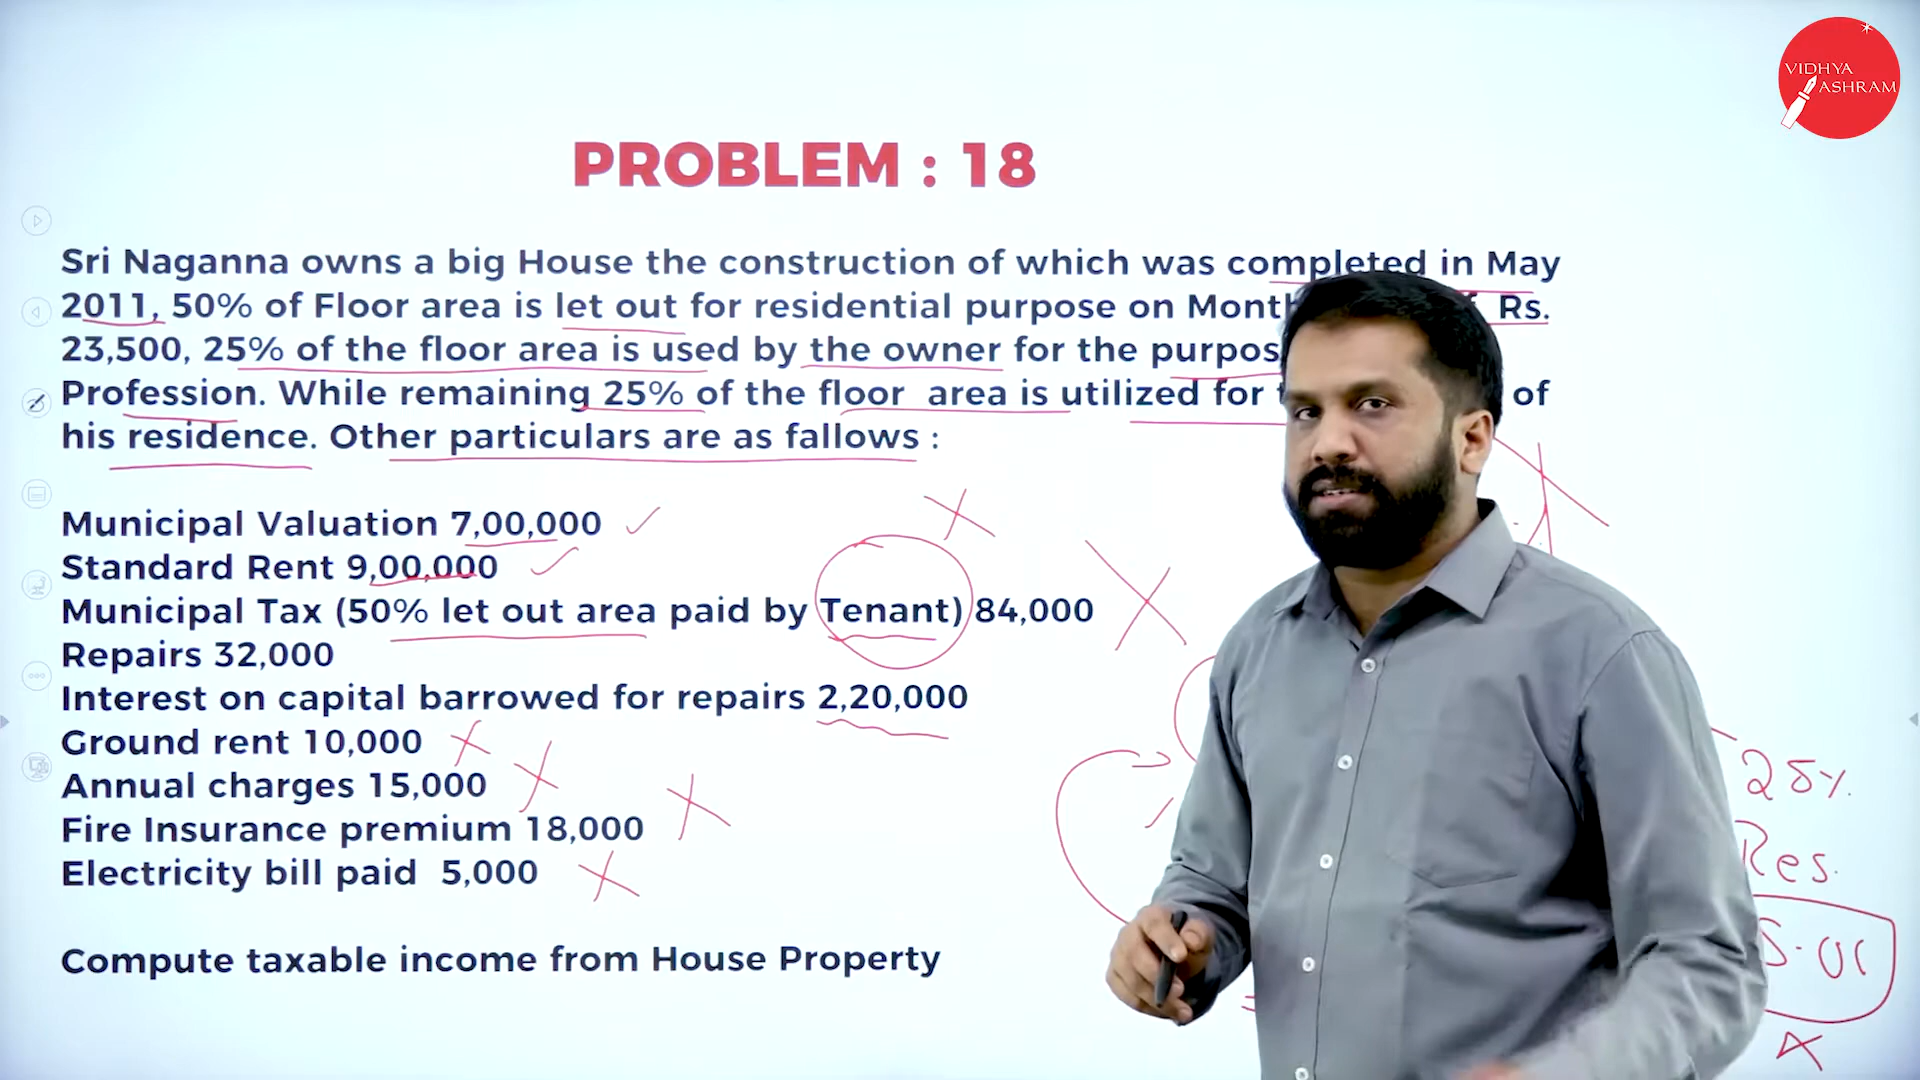 VIDHYA
ASHRAM
PROBLEM : 18
Sri Naganna owns a big House the construction of which was completed in May
2011, 50% of Floor area is let out for residential purpose on Rs.
23,500, 25% of the floor area is used by the owner for the
Profession. While remaining 25% of the floor area is utilized for of
his residence. Other particulars are as fallows :
Municipal Valuation 7,00,000
Standard Rent 9,00,000
Municipal Tax (50% let out area paid by Tenant) 84,000
Repairs 32,000
Interest on capital barrowed for repairs 2,20,000
Ground rent 10,000
Annual charges 15,000
Fire Insurance premium 18,000
Electricity bill paid 5,000
Compute taxable income from House Property
25%.
Res.